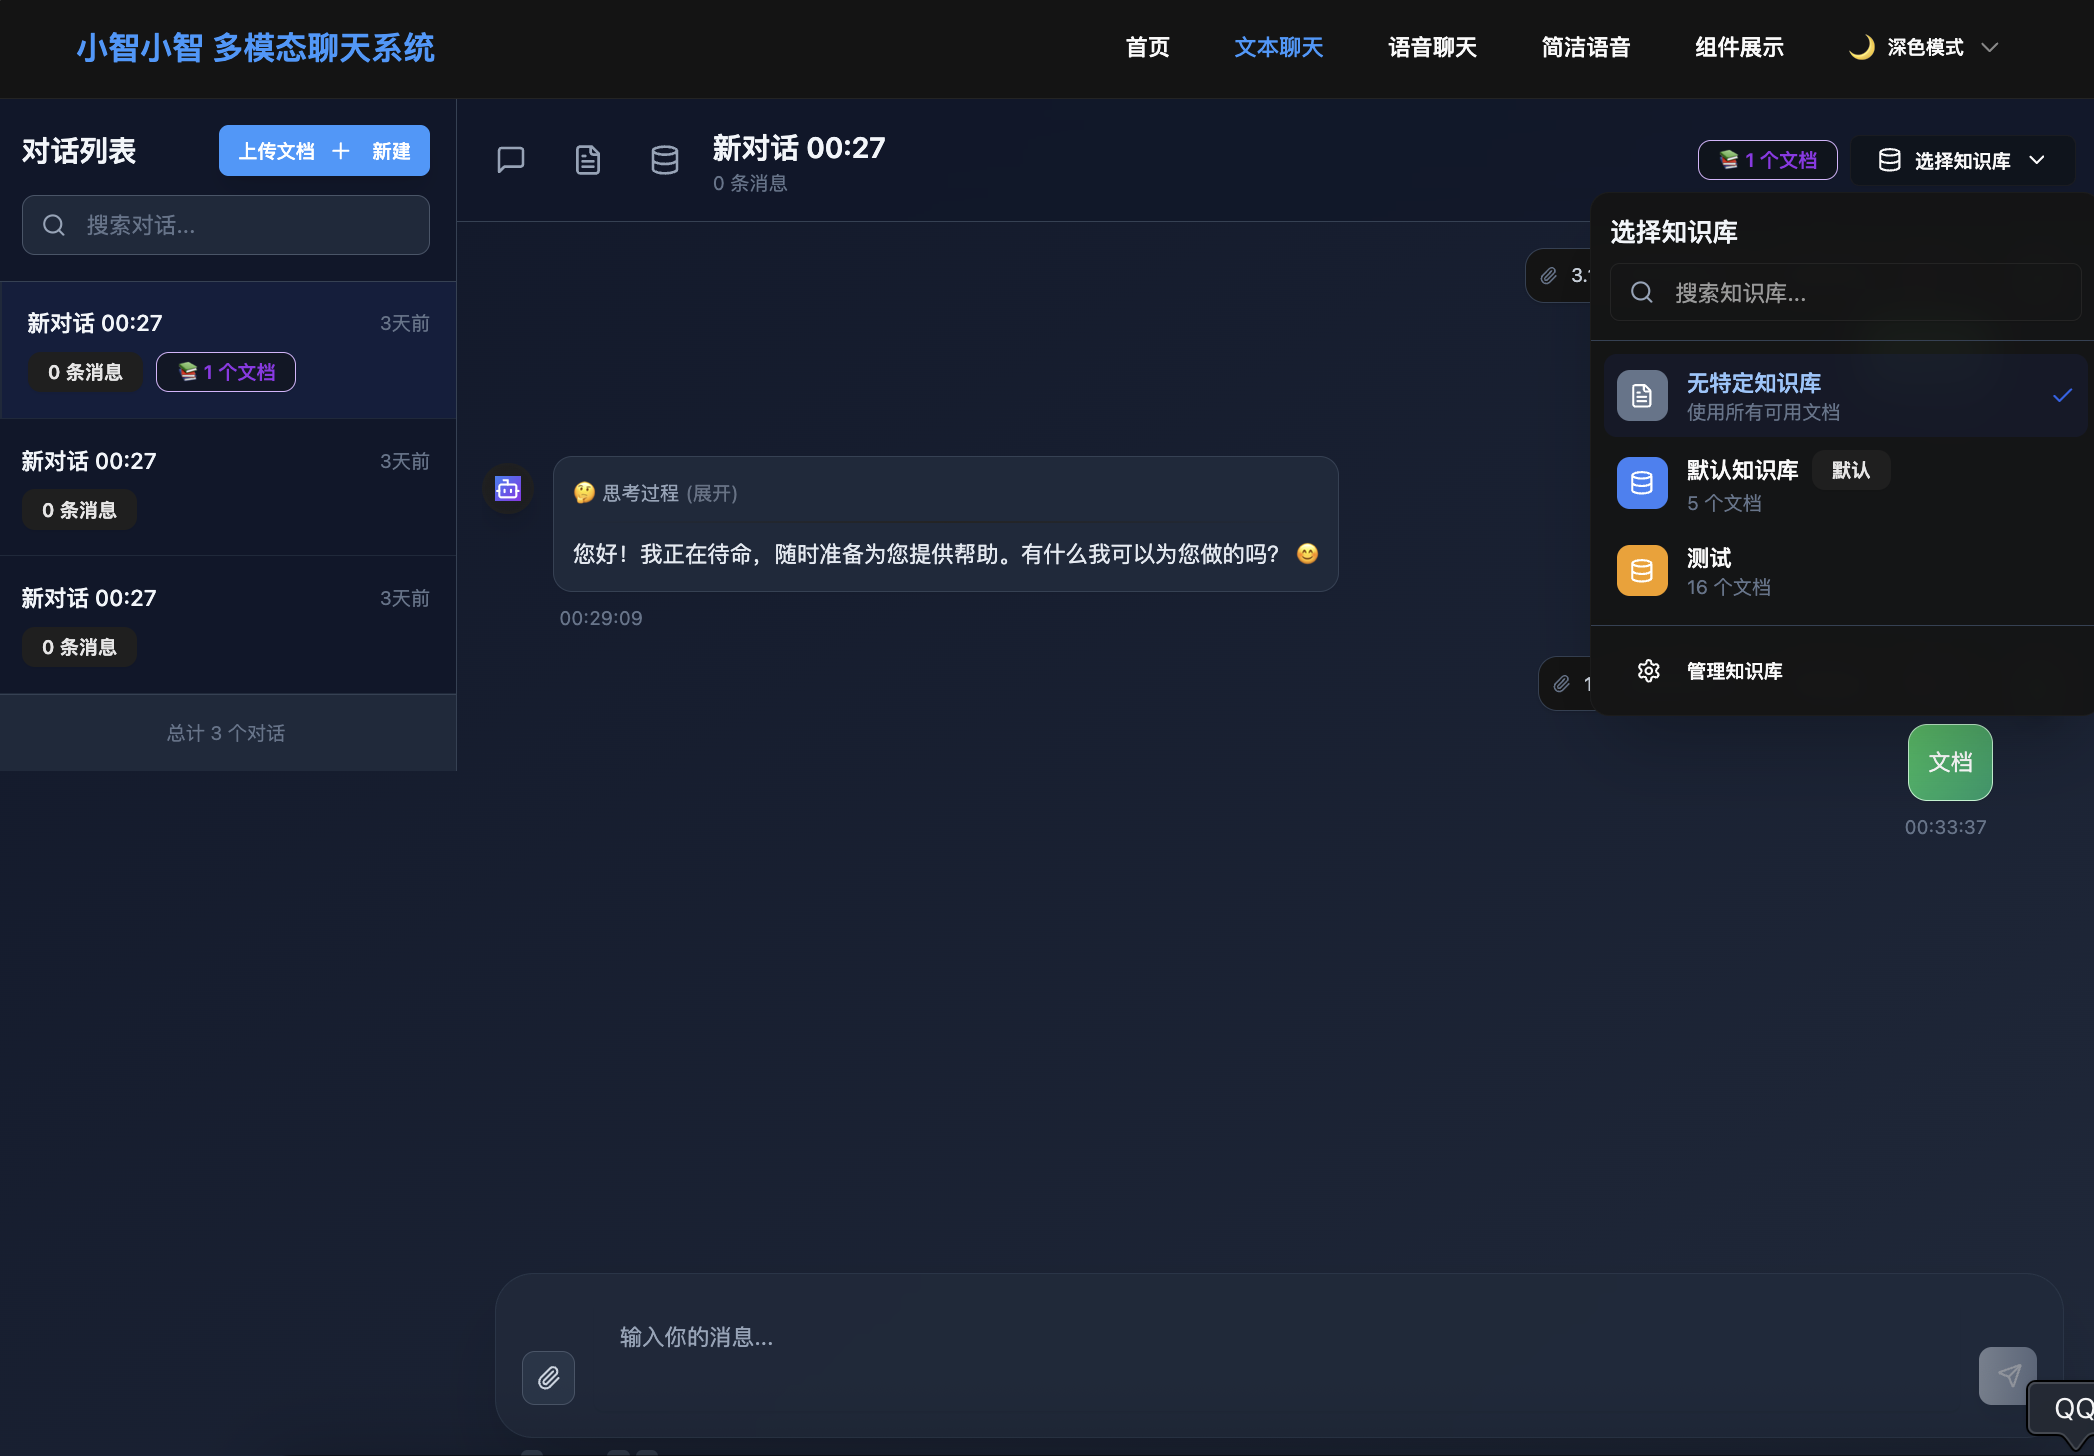 小智小智 多模态聊天系统
首页
文本聊天
语音聊天
简洁语音
组件展示
🌙 深色模式
对话列表
上传文档 + 新建
搜索对话...
新对话 00:27
3天前
0 条消息
📚 1 个文档
新对话 00:27
3天前
0 条消息
新对话 00:27
3天前
0 条消息
总计 3 个对话
新对话 00:27
0 条消息
📚 1 个文档
选择知识库
选择知识库
搜索知识库...
无特定知识库
使用所有可用文档
默认知识库 默认
5 个文档
测试
16 个文档
管理知识库
3.
🤔 思考过程 (展开)
您好！我正在待命，随时准备为您提供帮助。有什么我可以为您做的吗？ 😊
00:29:09
1
文档
00:33:37
输入你的消息...
QQ